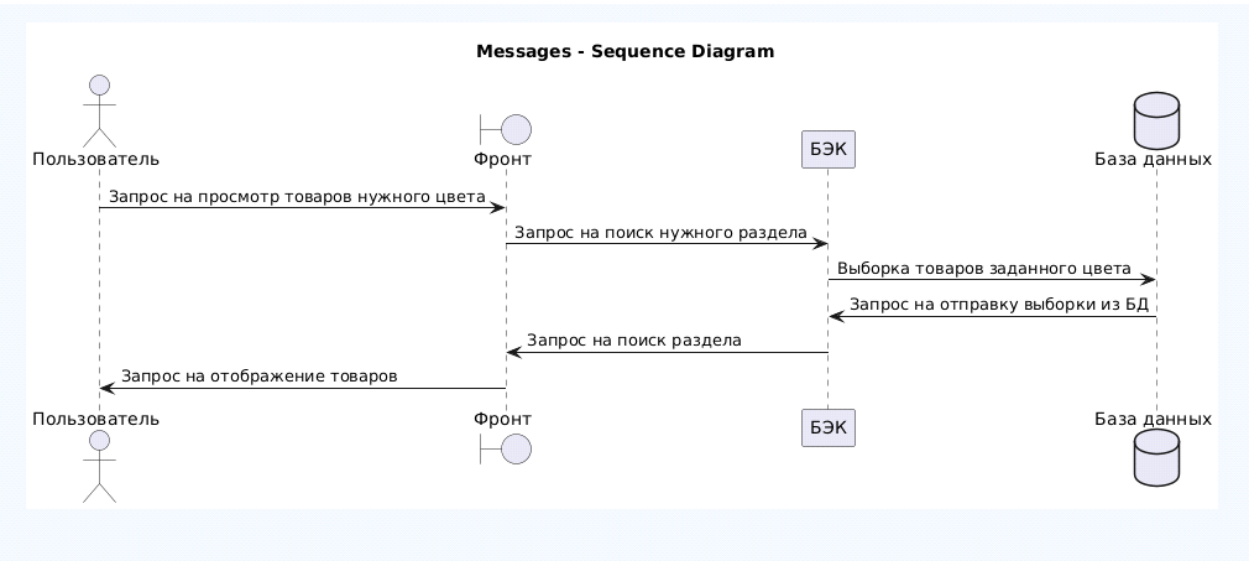 Messages - Sequence Diagram
Пользователь
Фронт
БЭК
База данных
Запрос на просмотр товаров нужного цвета
Запрос на поиск нужного раздела
Выборка товаров заданного цвета
Запрос на отправку выборки из БД
Запрос на поиск раздела
Запрос на отображение товаров
Пользователь
Фронт
БЭК
База данных